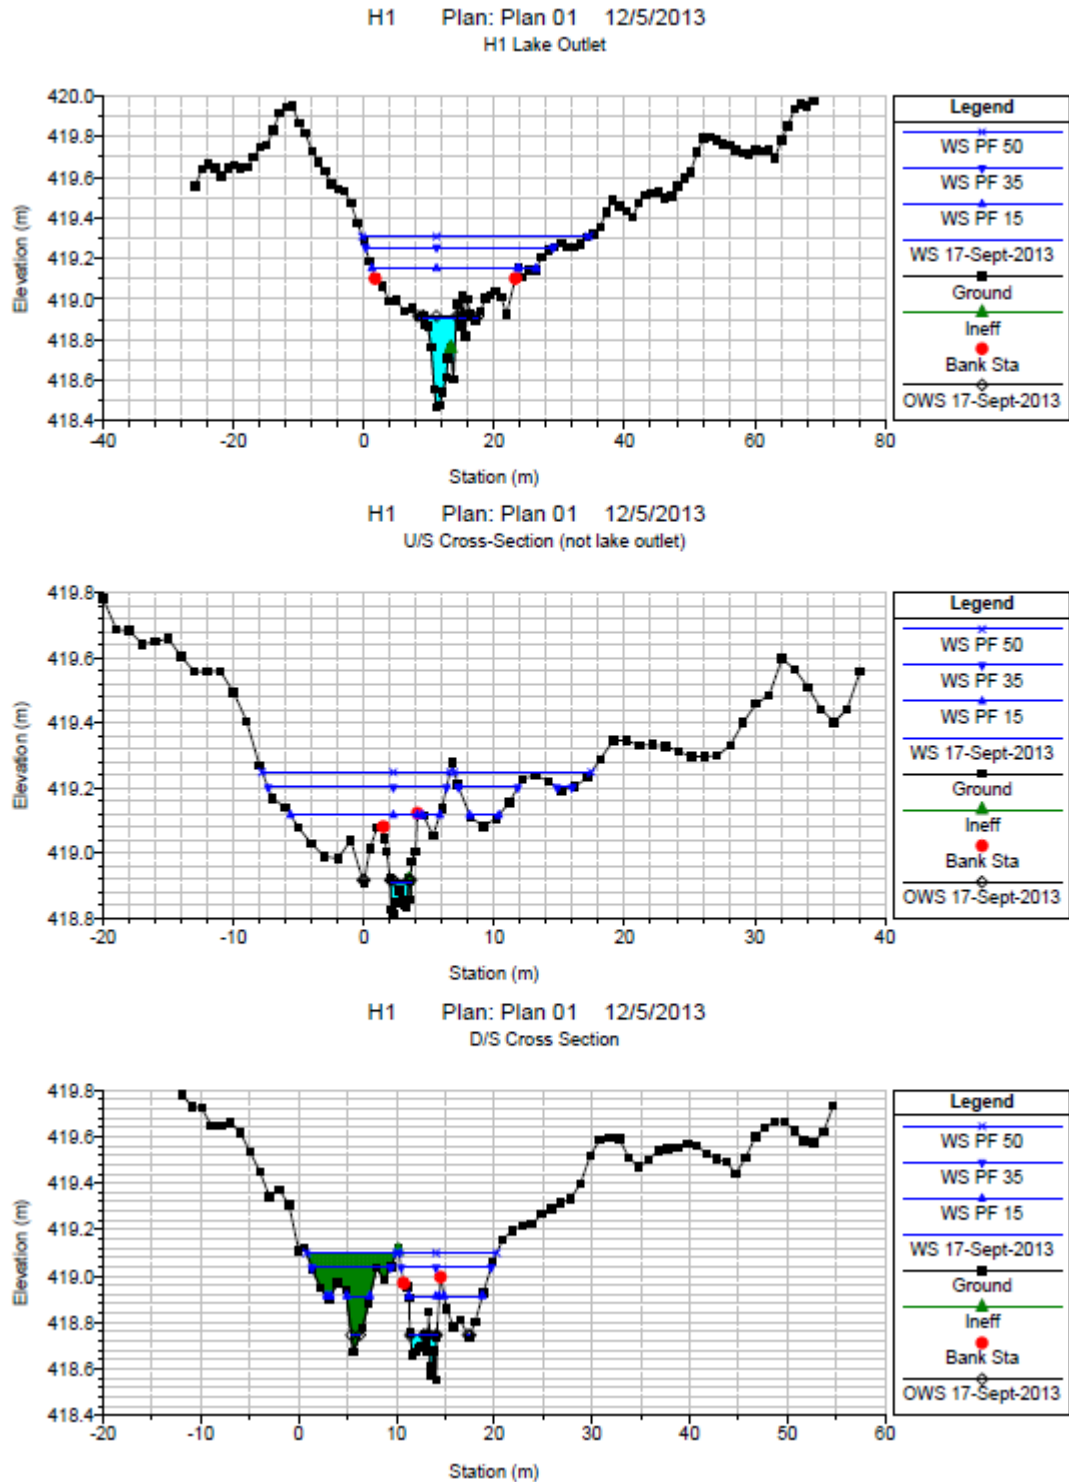 H1 Plan: Plan 01 12/5/2013
H1 Lake Outlet
Elevation (m)
420.0
419.8
419.6
419.4
419.2
419.0
418.8
418.6
418.4
-40 -20 0 20 40 60 80
Station (m)
Legend
WS PF 50
WS PF 35
WS PF 15
WS 17-Sept-2013
Ground
Ineff
Bank Sta
OWS 17-Sept-2013
H1 Plan: Plan 01 12/5/2013
U/S Cross-Section (not lake outlet)
Elevation (m)
419.8
419.6
419.4
419.2
419.0
418.8
-20 -10 0 10 20 30 40
Station (m)
Legend
WS PF 50
WS PF 35
WS PF 15
WS 17-Sept-2013
Ground
Ineff
Bank Sta
OWS 17-Sept-2013
H1 Plan: Plan 01 12/5/2013
D/S Cross Section
Elevation (m)
419.8
419.6
419.4
419.2
419.0
418.8
418.6
418.4
-20 -10 0 10 20 30 40 50 60
Station (m)
Legend
WS PF 50
WS PF 35
WS PF 15
WS 17-Sept-2013
Ground
Ineff
Bank Sta
OWS 17-Sept-2013